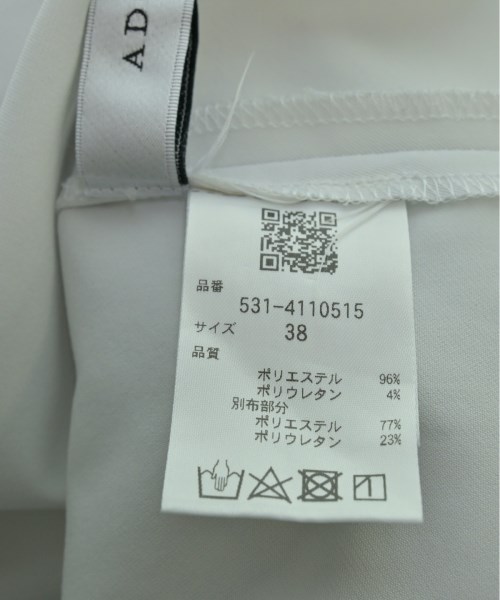 AD
品番
531-4110515
サイズ 38
品質
ポリエステル 96%
ポリウレタン 4%
別布部分
ポリエステル 77%
ポリウレタン 23%